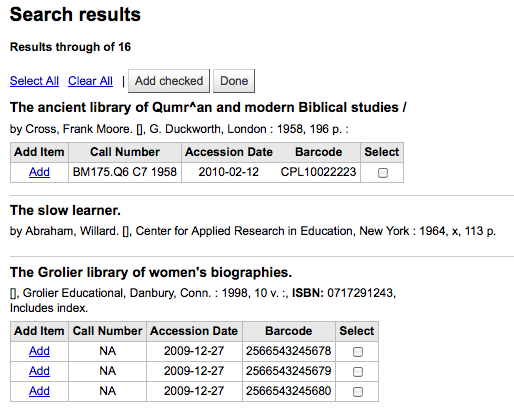 Search results
Results through of 16
Select All Clear All | Add checked Done
The ancient library of Qumr^an and modern Biblical studies /
by Cross, Frank Moore. [], G. Duckworth, London : 1958, 196 p. :
Add Item Call Number Accession Date Barcode Select
Add BM175.Q6 C7 1958 2010-02-12 CPL10022223
The slow learner.
by Abraham, Willard. [], Center for Applied Research in Education, New York : 1964, x, 113 p.
The Grolier library of women's biographies.
[], Grolier Educational, Danbury, Conn. : 1998, 10 v. :, ISBN: 0717291243,
Includes index.
Add Item Call Number Accession Date Barcode Select
Add NA 2009-12-27 2566543245678
Add NA 2009-12-27 2566543245679
Add NA 2009-12-27 2566543245680